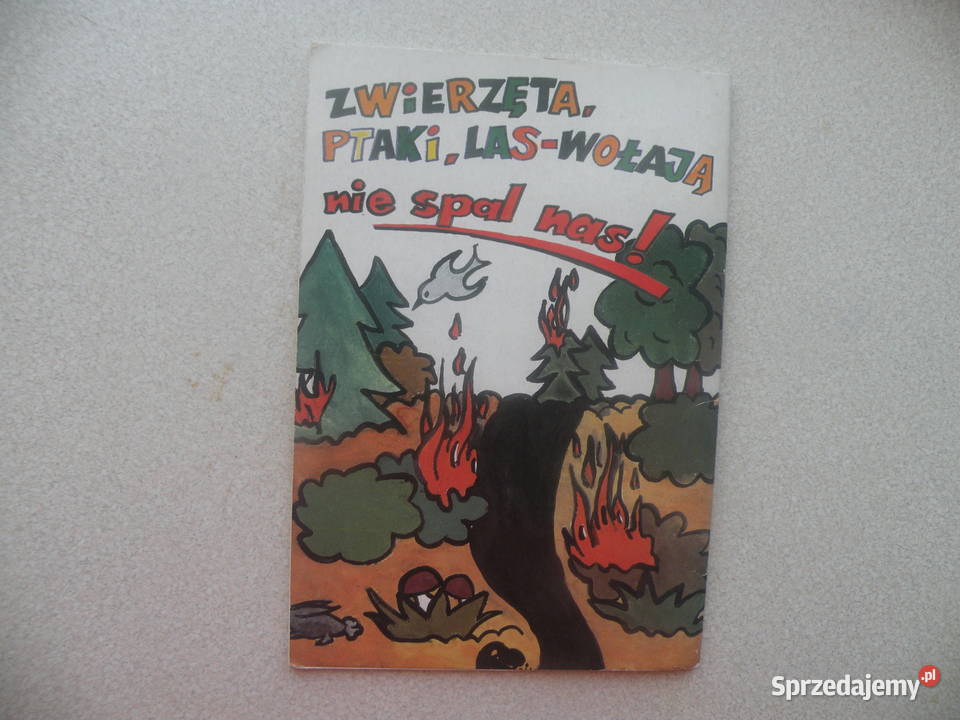 ZWiERZĘTA,
PTAKi, LAS-WOŁAJĄ
nie spal nas!
Sprzedajemy.pl